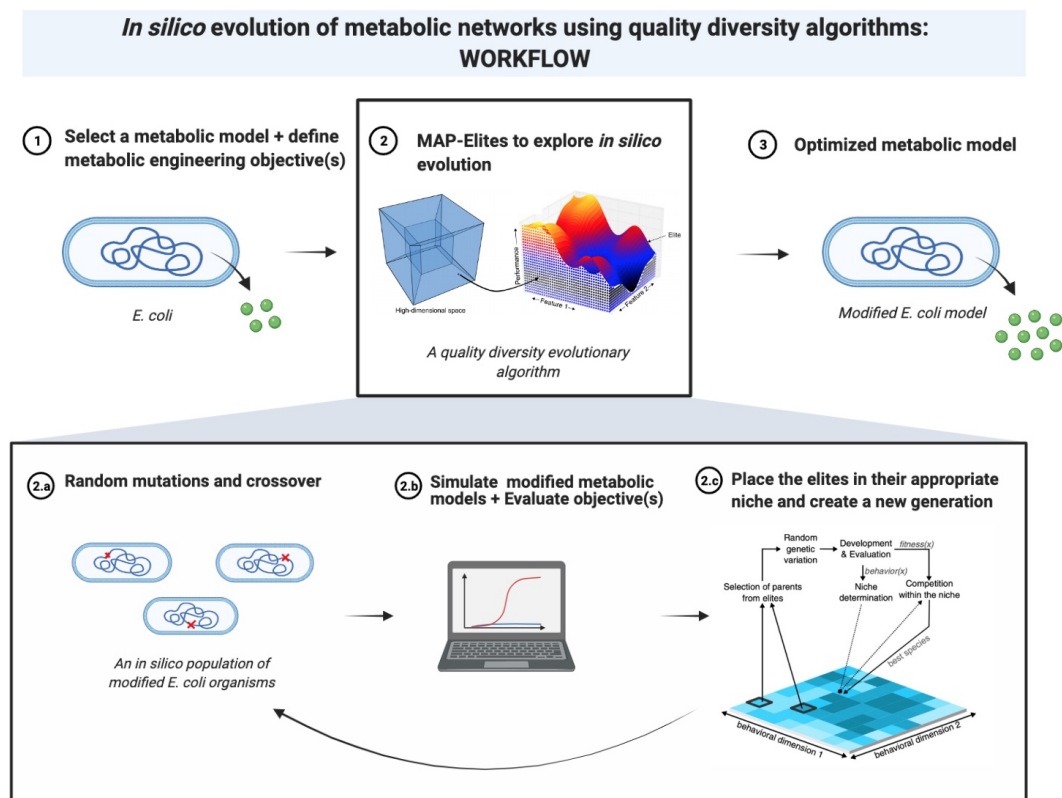 In silico evolution of metabolic networks using quality diversity algorithms:
WORKFLOW
1
Select a metabolic model + define
metabolic engineering objective(s)
E. coli
2
MAP-Elites to explore in silico
evolution
Performance
Elite
Feature 1
Feature 2
High-dimensional space
A quality diversity evolutionary
algorithm
3
Optimized metabolic model
Modified E. coli model
2.a
Random mutations and crossover
An in silico population of
modified E. coli organisms
2.b
Simulate modified metabolic
models + Evaluate objective(s)
2.c
Place the elites in their appropriate
niche and create a new generation
Random
genetic
variation
Development
& Evaluation
fitness(x)
behavior(x)
Selection of parents
from elites
Niche
determination
Competition
within the niche
best species
behavioral dimension 1
behavioral dimension 2